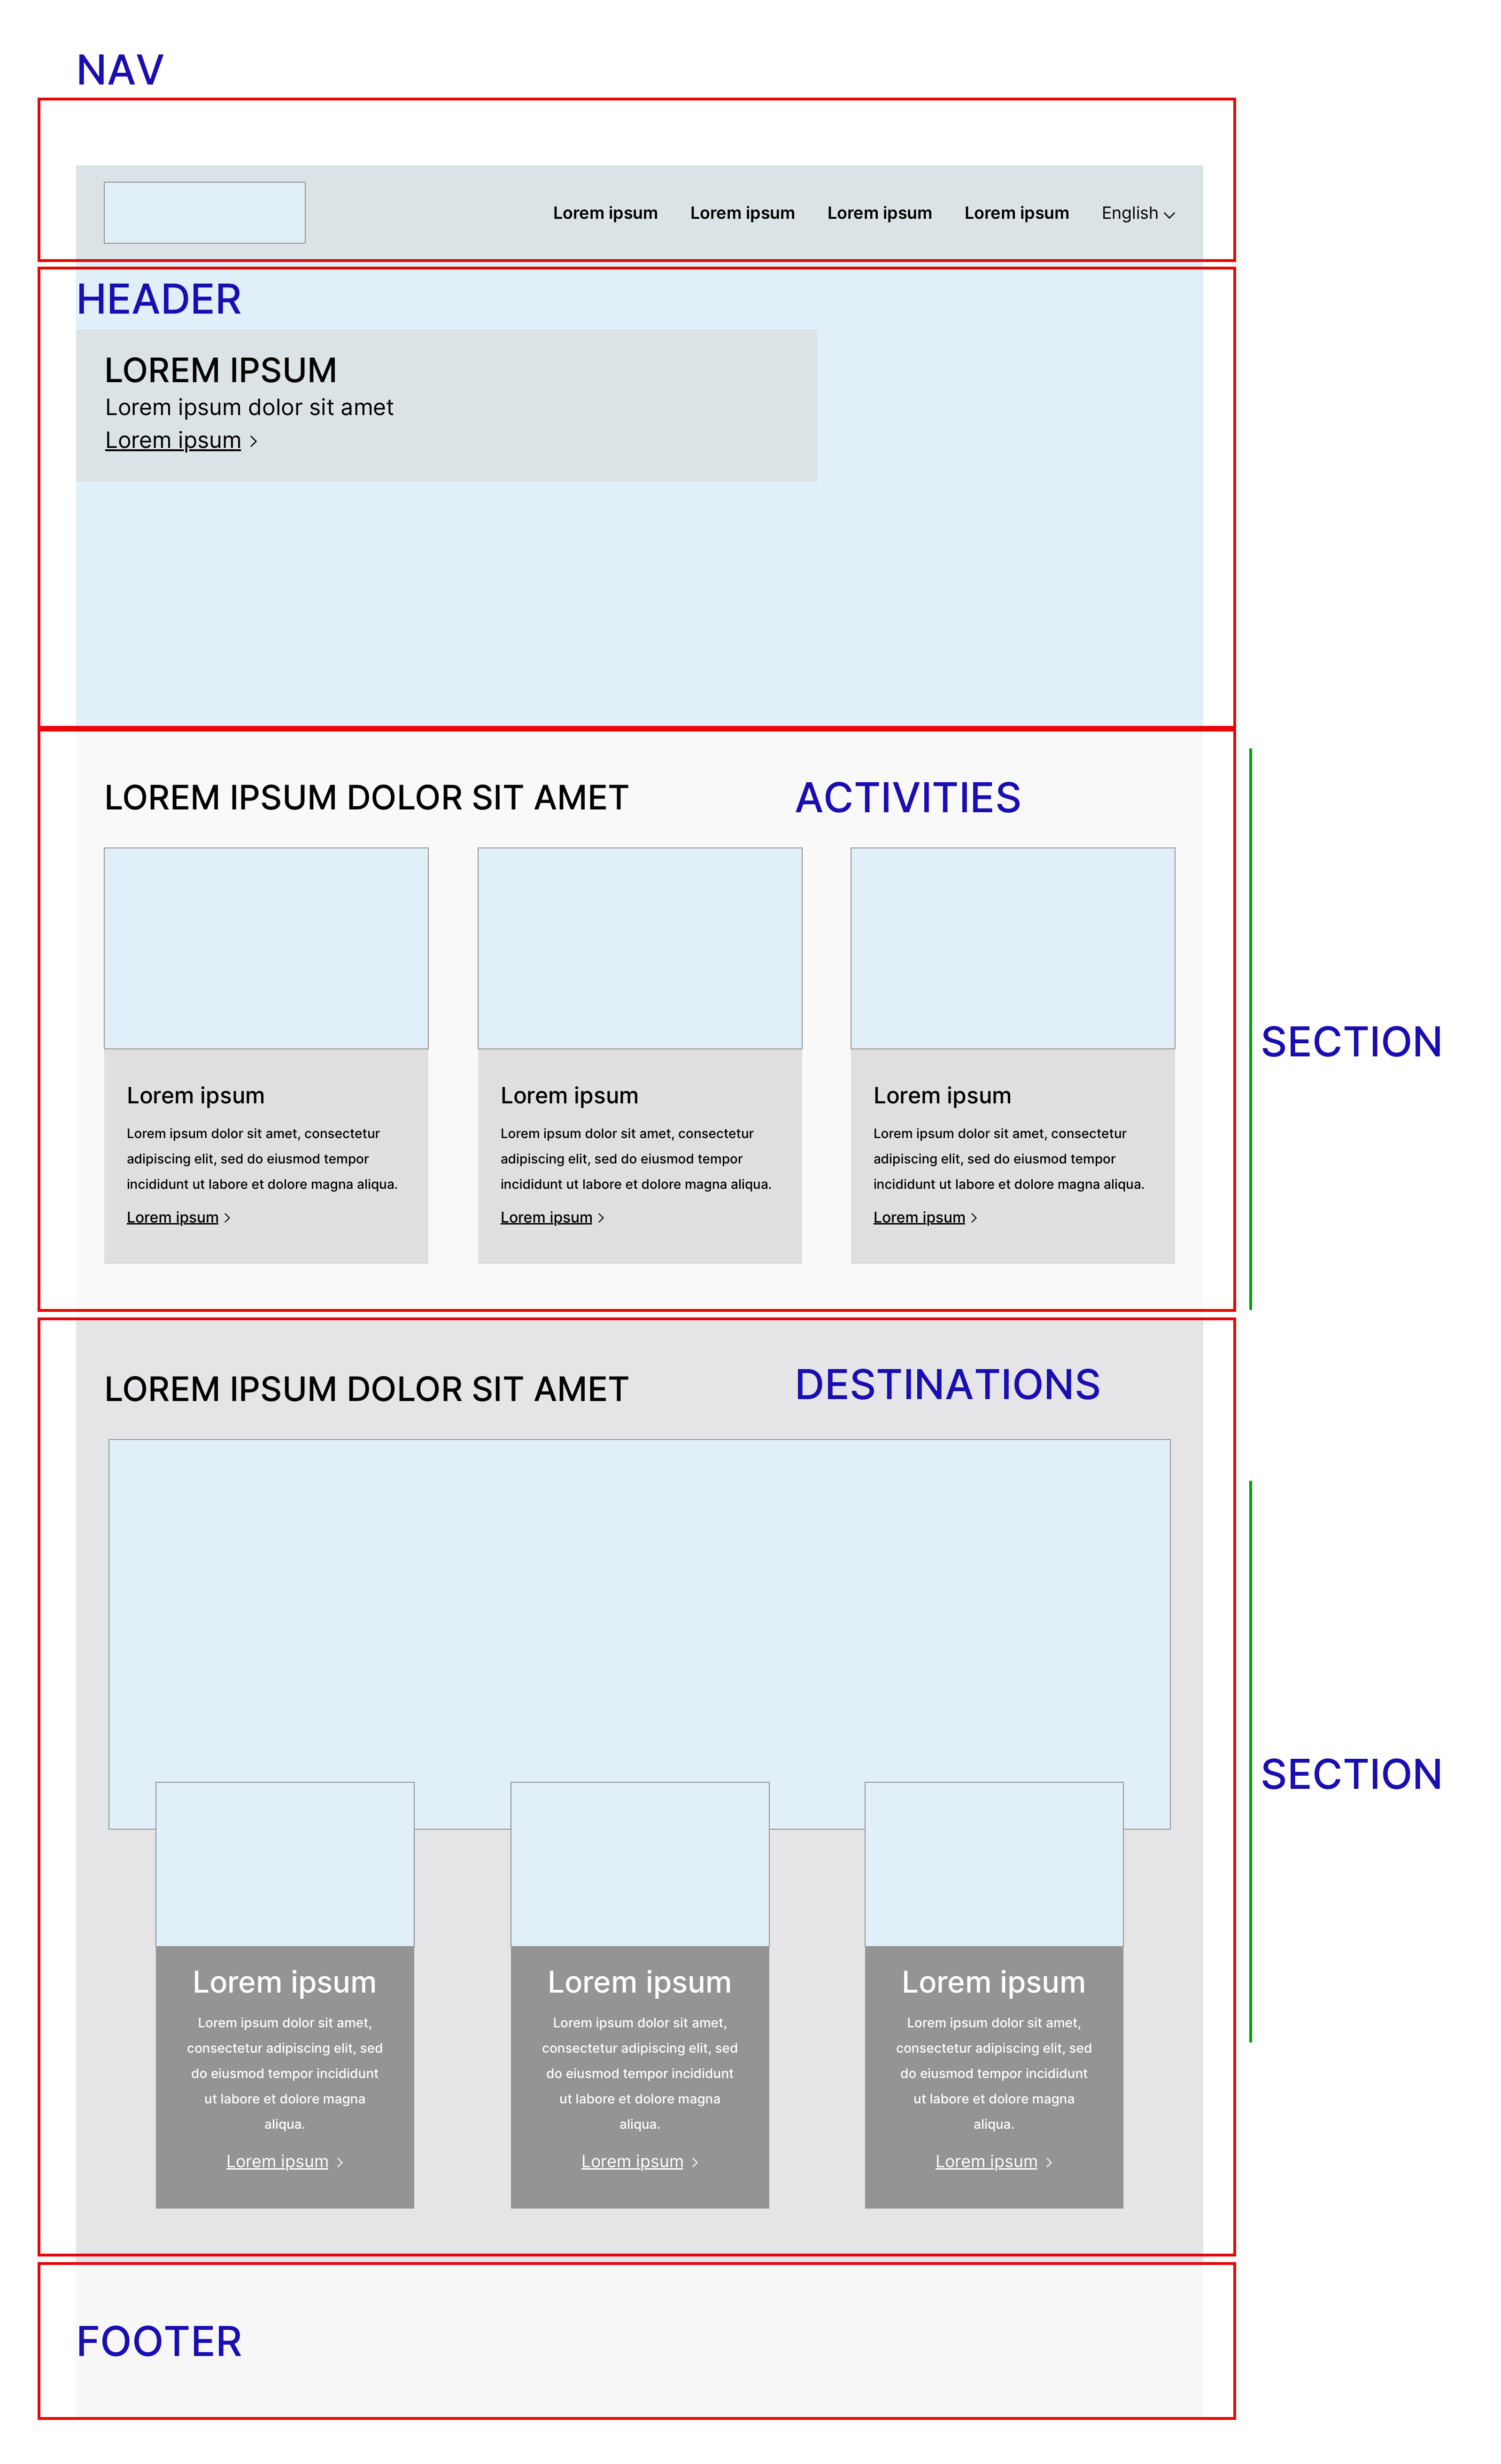 NAV
Lorem ipsum Lorem ipsum Lorem ipsum Lorem ipsum English
HEADER
LOREM IPSUM
Lorem ipsum dolor sit amet
Lorem ipsum
LOREM IPSUM DOLOR SIT AMET
ACTIVITIES
SECTION
Lorem ipsum
Lorem ipsum dolor sit amet, consectetur
adipiscing elit, sed do eiusmod tempor
incididunt ut labore et dolore magna aliqua.
Lorem ipsum
Lorem ipsum
Lorem ipsum dolor sit amet, consectetur
adipiscing elit, sed do eiusmod tempor
incididunt ut labore et dolore magna aliqua.
Lorem ipsum
Lorem ipsum
Lorem ipsum dolor sit amet, consectetur
adipiscing elit, sed do eiusmod tempor
incididunt ut labore et dolore magna aliqua.
Lorem ipsum
LOREM IPSUM DOLOR SIT AMET
DESTINATIONS
SECTION
Lorem ipsum
Lorem ipsum dolor sit amet,
consectetur adipiscing elit, sed
do eiusmod tempor incididunt
ut labore et dolore magna
aliqua.
Lorem ipsum
Lorem ipsum
Lorem ipsum dolor sit amet,
consectetur adipiscing elit, sed
do eiusmod tempor incididunt
ut labore et dolore magna
aliqua.
Lorem ipsum
Lorem ipsum
Lorem ipsum dolor sit amet,
consectetur adipiscing elit, sed
do eiusmod tempor incididunt
ut labore et dolore magna
aliqua.
Lorem ipsum
FOOTER